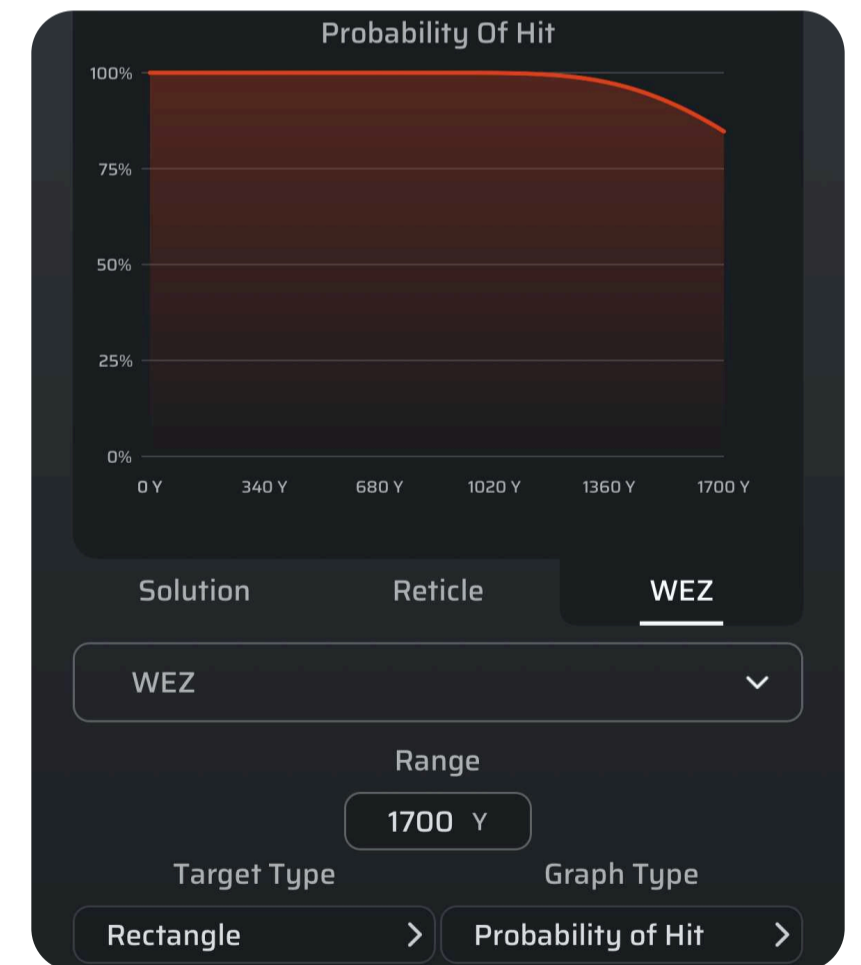 Probability Of Hit
100%
75%
50%
25%
0%
0 Y 340 Y 680 Y 1020 Y 1360 Y 1700 Y
Solution Reticle WEZ
WEZ
Range
1700 Y
Target Type Graph Type
Rectangle Probability of Hit